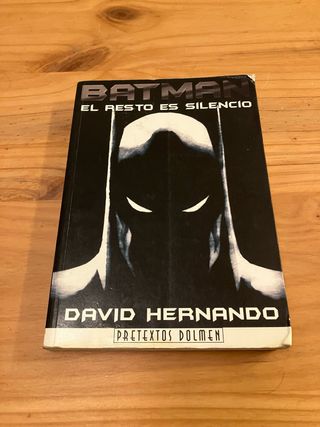 BATMAN
EL RESTO ES SILENCIO
DAVID HERNANDO
PRETEXTOS DOLMEN